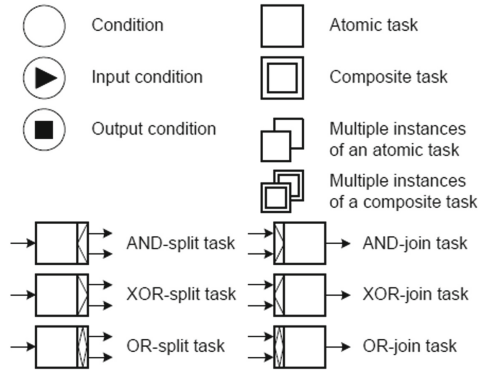 Condition
Atomic task
Input condition
Composite task
Output condition
Multiple instances
of an atomic task
Multiple instances
of a composite task
AND-split task
AND-join task
XOR-split task
XOR-join task
OR-split task
OR-join task